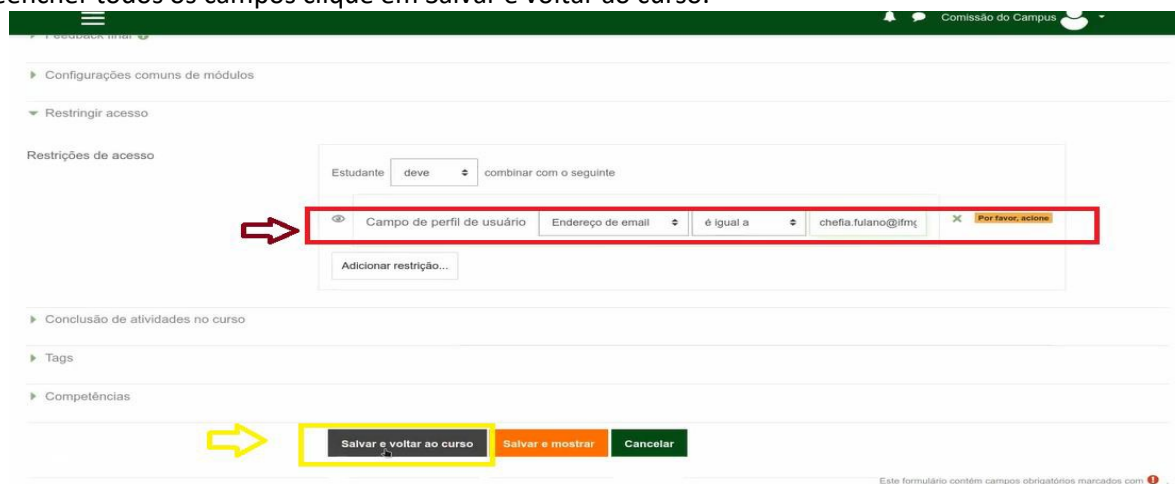 eencher todos os campos clique em Salvar e voltar ao curso.
Comissão do Campus
Feedback final
Configurações comuns de módulos
Restringir acesso
Restrições de acesso
Estudante deve combinar com o seguinte
Campo de perfil de usuário Endereço de email é igual a chefia.fulano@ifmg Por favor, acione
Adicionar restrição...
Conclusão de atividades no curso
Tags
Competências
Salvar e voltar ao curso Salvar e mostrar Cancelar
Este formulário contém campos obrigatórios marcados com